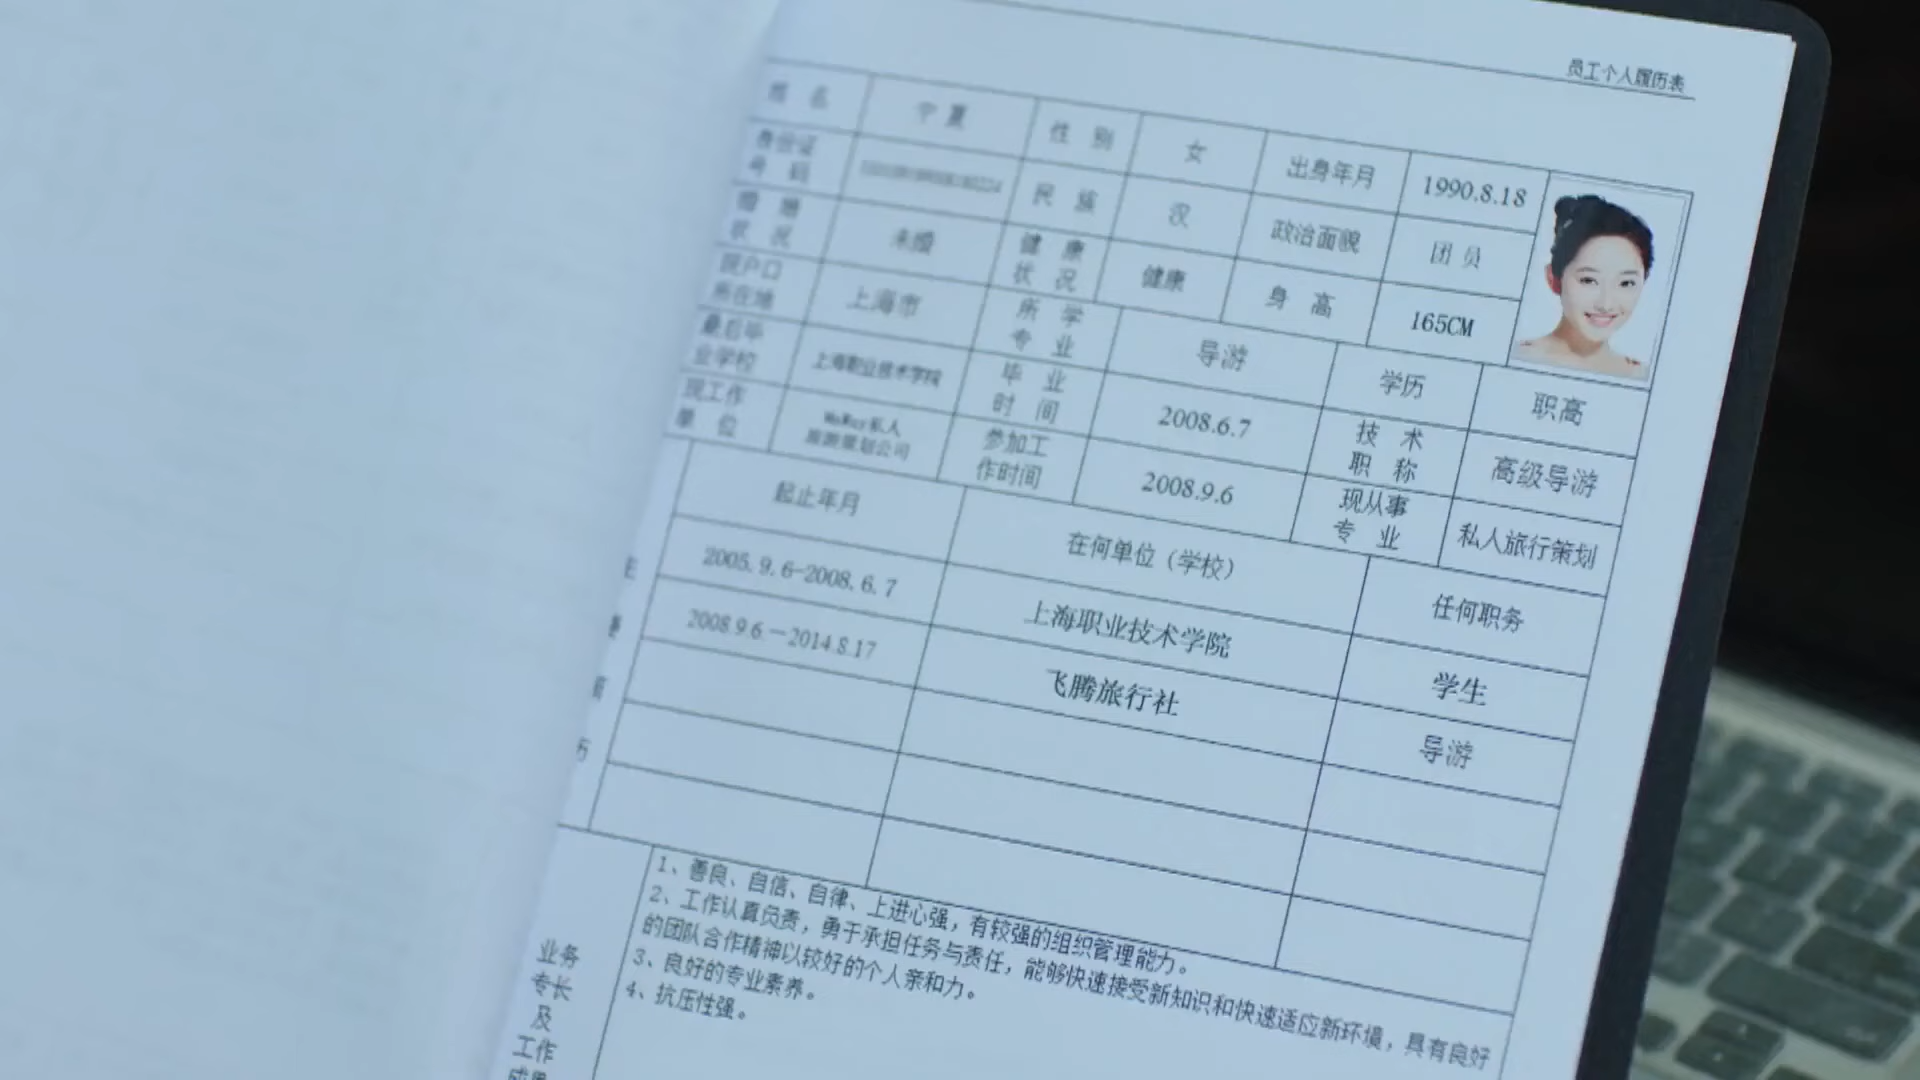 员工个人履历表
姓 名 宁夏 性 别 女 出身年月 1990.8.18
身份证
号 码
民 族 汉 政治面貌 团员
婚 姻
状 况
未婚
健 康
状 况
健康 身 高 165CM
现户口
所在地
上海市
所 学
专 业
导游 学历 职高
最后毕
业学校
上海职业技术学院
毕 业
时 间
2008.6.7
技 术
职 称
高级导游
现工作
单 位
私人
旅游策划公司
参加工
作时间
2008.9.6
现从事
专 业
私人旅行策划
起止年月 在何单位（学校） 任何职务
2005.9.6-2008.6.7 上海职业技术学院 学生
2008.9.6－2014.8.17 飞腾旅行社 导游
业务
专长
及
工作
成果
1、善良、自信、自律、上进心强，有较强的组织管理能力。
2、工作认真负责，勇于承担任务与责任，能够快速接受新知识和快速适应新环境，具有良好
的团队合作精神以较好的个人亲和力。
3、良好的专业素养。
4、抗压性强。